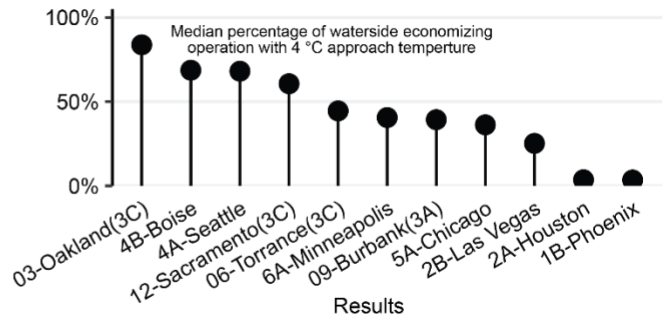 100%
Median percentage of waterside economizing
operation with 4 °C approach temperture
50%
0%
03-Oakland(3C)
4B-Boise
4A-Seattle
12-Sacramento(3C)
06-Torrance(3C)
6A-Minneapolis
09-Burbank(3A)
5A-Chicago
2B-Las Vegas
2A-Houston
1B-Phoenix
Results